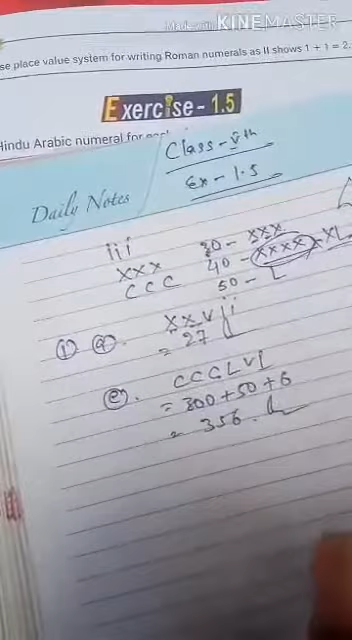 Made with KINEMASTER
se place value system for writing Roman numerals as II shows 1 + 1 = 2.
Exercise - 1.5
Hindu Arabic numeral for
Class - Vth
Ex - 1.5
Daily Notes
iii
XXX
CCC
30 - XXX
40 - XXXX XL
50 - L
① ⓐ. XXVii
= 27
ⓔ. CCCLVI
= 300 + 50 + 6
= 356.